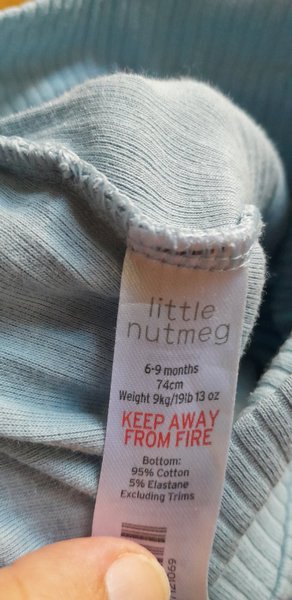 little
nutmeg
6-9 months
74cm
Weight 9kg/19lb 13 oz
KEEP AWAY
FROM FIRE
Bottom:
95% Cotton
5% Elastane
Excluding Trims